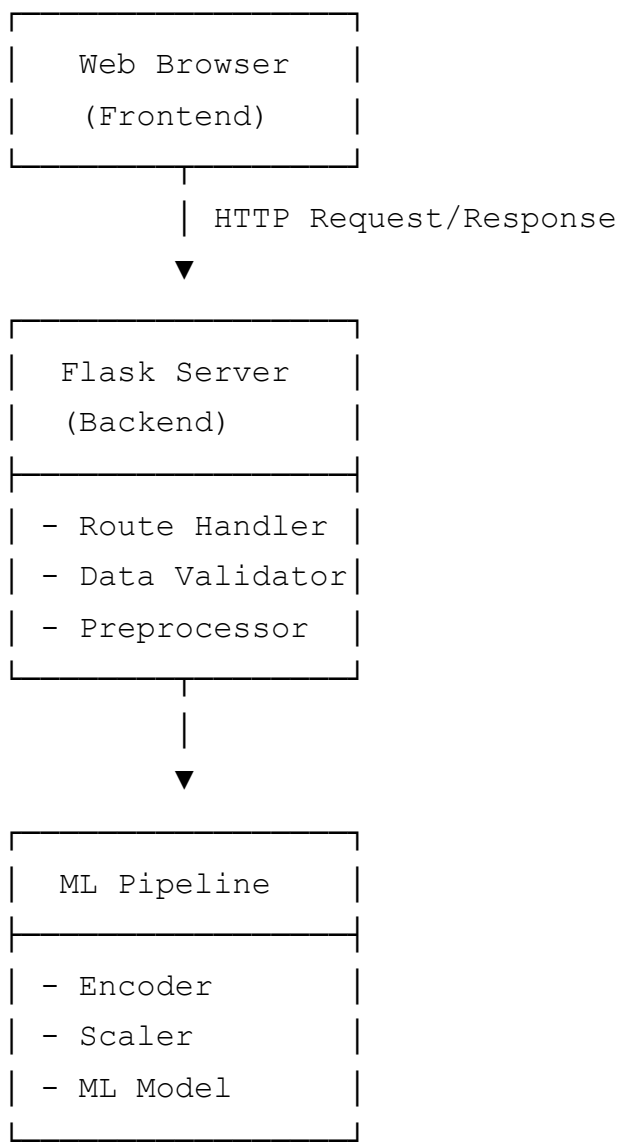 Web Browser
(Frontend)
HTTP Request/Response
Flask Server
(Backend)
- Route Handler
- Data Validator
- Preprocessor
ML Pipeline
- Encoder
- Scaler
- ML Model